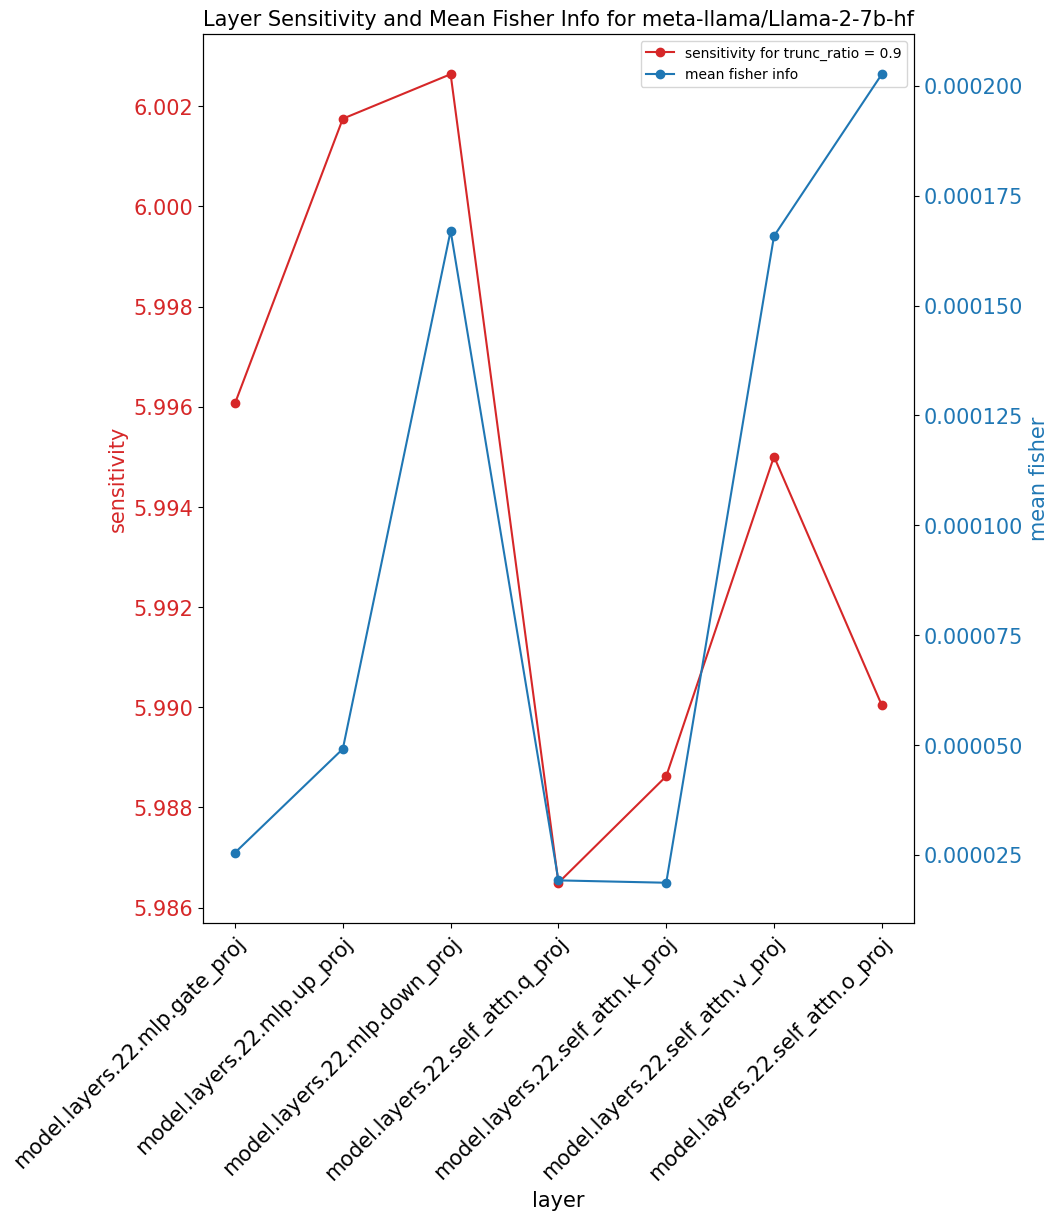 Layer Sensitivity and Mean Fisher Info for meta-llama/Llama-2-7b-hf
sensitivity for trunc_ratio = 0.9
mean fisher info
6.002
6.000
5.998
5.996
5.994
5.992
5.990
5.988
5.986
sensitivity
0.000200
0.000175
0.000150
0.000125
0.000100
0.000075
0.000050
0.000025
mean fisher
model.layers.22.mlp.gate_proj
model.layers.22.mlp.up_proj
model.layers.22.mlp.down_proj
model.layers.22.self_attn.q_proj
model.layers.22.self_attn.k_proj
model.layers.22.self_attn.v_proj
model.layers.22.self_attn.o_proj
layer